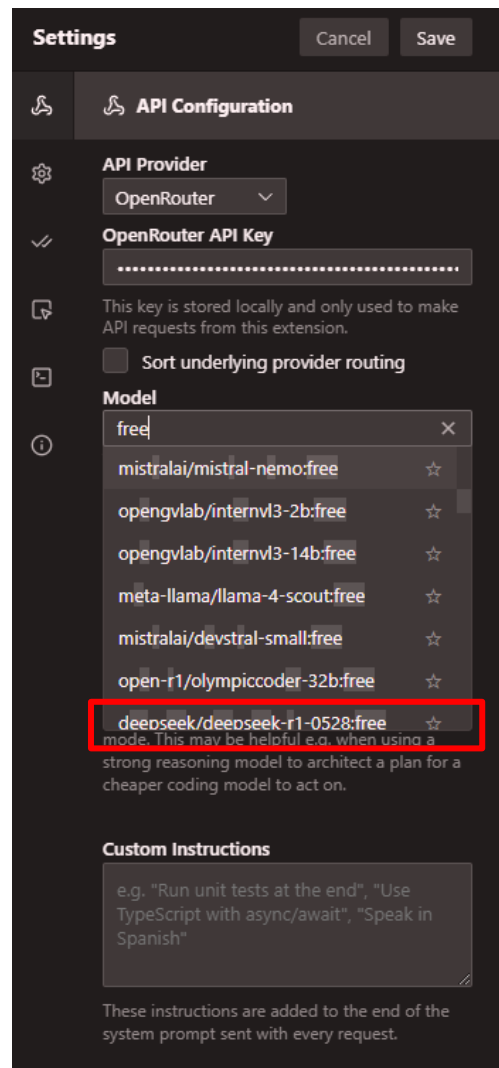 Settings
Cancel
Save
API Configuration
API Provider
OpenRouter
OpenRouter API Key
This key is stored locally and only used to make
API requests from this extension.
Sort underlying provider routing
Model
free
mistralai/mistral-nemo:free
opengvlab/internvl3-2b:free
opengvlab/internvl3-14b:free
meta-llama/llama-4-scout:free
mistralai/devstral-small:free
open-r1/olympiccoder-32b:free
deepseek/deepseek-r1-0528:free
mode. This may be helpful e.g. when using a
strong reasoning model to architect a plan for a
cheaper coding model to act on.
Custom Instructions
e.g. "Run unit tests at the end", "Use
TypeScript with async/await", "Speak in
Spanish"
These instructions are added to the end of the
system prompt sent with every request.